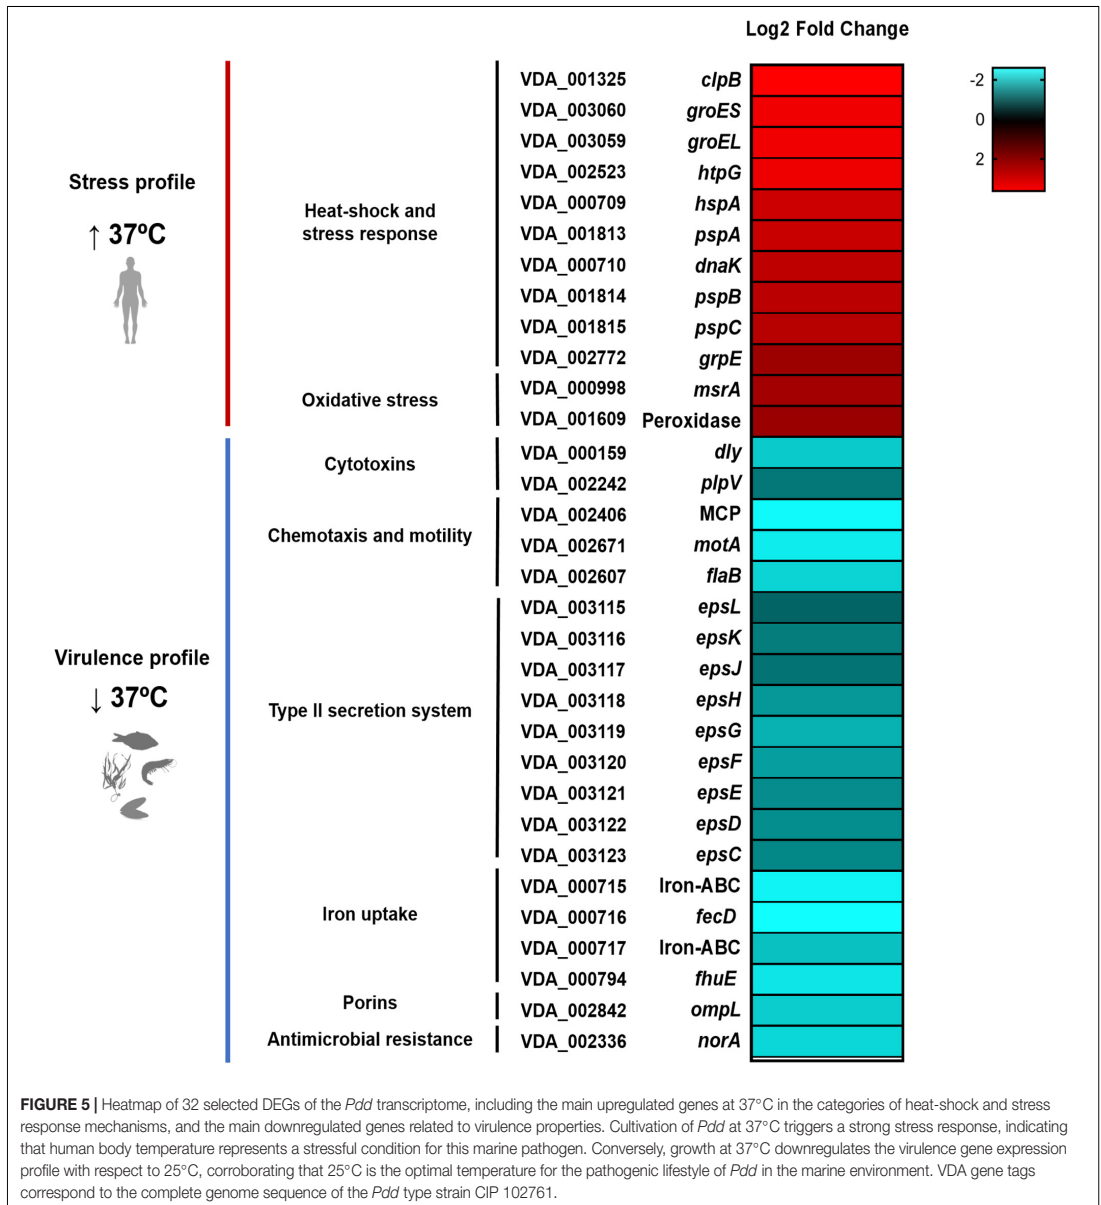 Log2 Fold Change
-2
0
2
Stress profile
↑ 37ºC
Heat-shock and
stress response
VDA_001325 clpB
VDA_003060 groES
VDA_003059 groEL
VDA_002523 htpG
VDA_000709 hspA
VDA_001813 pspA
VDA_000710 dnaK
VDA_001814 pspB
VDA_001815 pspC
VDA_002772 grpE
Oxidative stress
VDA_000998 msrA
VDA_001609 Peroxidase
Virulence profile
↓ 37ºC
Cytotoxins
VDA_000159 dly
VDA_002242 plpV
Chemotaxis and motility
VDA_002406 MCP
VDA_002671 motA
VDA_002607 flaB
Type II secretion system
VDA_003115 epsL
VDA_003116 epsK
VDA_003117 epsJ
VDA_003118 epsH
VDA_003119 epsG
VDA_003120 epsF
VDA_003121 epsE
VDA_003122 epsD
VDA_003123 epsC
Iron uptake
VDA_000715 Iron-ABC
VDA_000716 fecD
VDA_000717 Iron-ABC
VDA_000794 fhuE
Porins
VDA_002842 ompL
Antimicrobial resistance
VDA_002336 norA
FIGURE 5 | Heatmap of 32 selected DEGs of the Pdd transcriptome, including the main upregulated genes at 37°C in the categories of heat-shock and stress
response mechanisms, and the main downregulated genes related to virulence properties. Cultivation of Pdd at 37°C triggers a strong stress response, indicating
that human body temperature represents a stressful condition for this marine pathogen. Conversely, growth at 37°C downregulates the virulence gene expression
profile with respect to 25°C, corroborating that 25°C is the optimal temperature for the pathogenic lifestyle of Pdd in the marine environment. VDA gene tags
correspond to the complete genome sequence of the Pdd type strain CIP 102761.